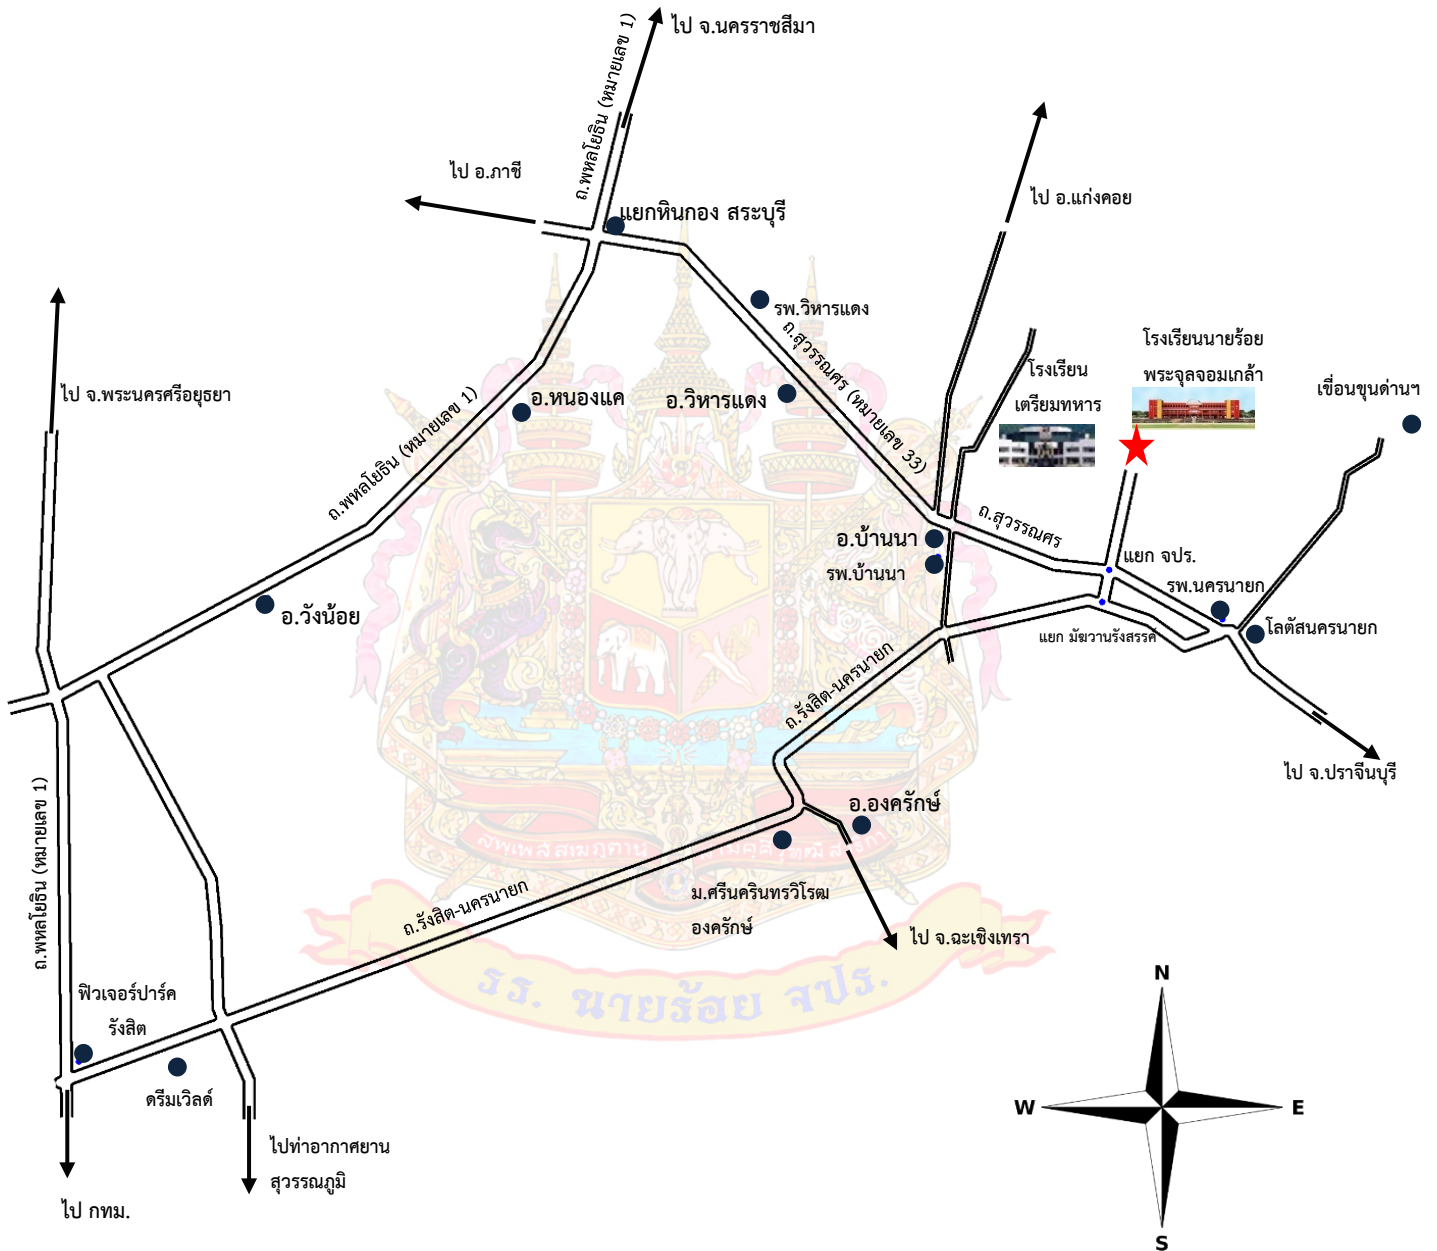 ไป จ.นครราชสีมา
ถ.พหลโยธิน (หมายเลข 1)
ไป อ.ภาชี
ไป อ.แก่งคอย
แยกหินกอง สระบุรี
รพ.วิหารแดง
ถ.สุวรรณศร (หมายเลข 33)
โรงเรียนนายร้อย
พระจุลจอมเกล้า
โรงเรียน
เตรียมทหาร
เขื่อนขุนด่านฯ
ไป จ.พระนครศรีอยุธยา
อ.หนองแค
อ.วิหารแดง
ถ.พหลโยธิน (หมายเลข 1)
ถ.สุวรรณศร
อ.บ้านนา
รพ.บ้านนา
แยก จปร.
รพ.นครนายก
อ.วังน้อย
โลตัสนครนายก
แยก มัฆวานรังสรรค์
ถ.รังสิต-นครนายก
ไป จ.ปราจีนบุรี
อ.องครักษ์
ถ.พหลโยธิน (หมายเลข 1)
ม.ศรีนครินทรวิโรฒ
องครักษ์
ถ.รังสิต-นครนายก
ไป จ.ฉะเชิงเทรา
รร. นายร้อย จปร.
ฟิวเจอร์ปาร์ค
รังสิต
ดรีมเวิลด์
ไปท่าอากาศยาน
สุวรรณภูมิ
ไป กทม.
N
W
E
S